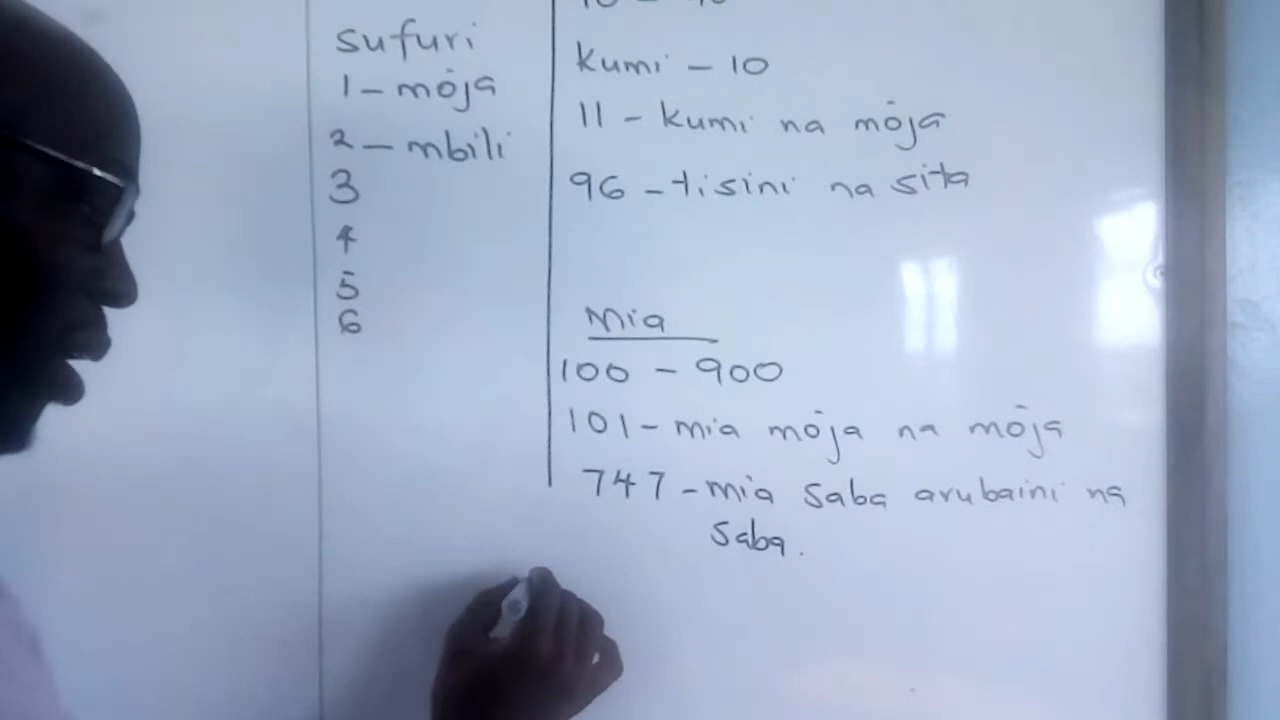 sufuri
1 - moja
2 - mbili
3
4
5
6
kumi - 10
11 - kumi na moja
96 - tisini na sita
Mia
100 - 900
101 - mia moja na moja
747 - mia saba arubaini na
saba.